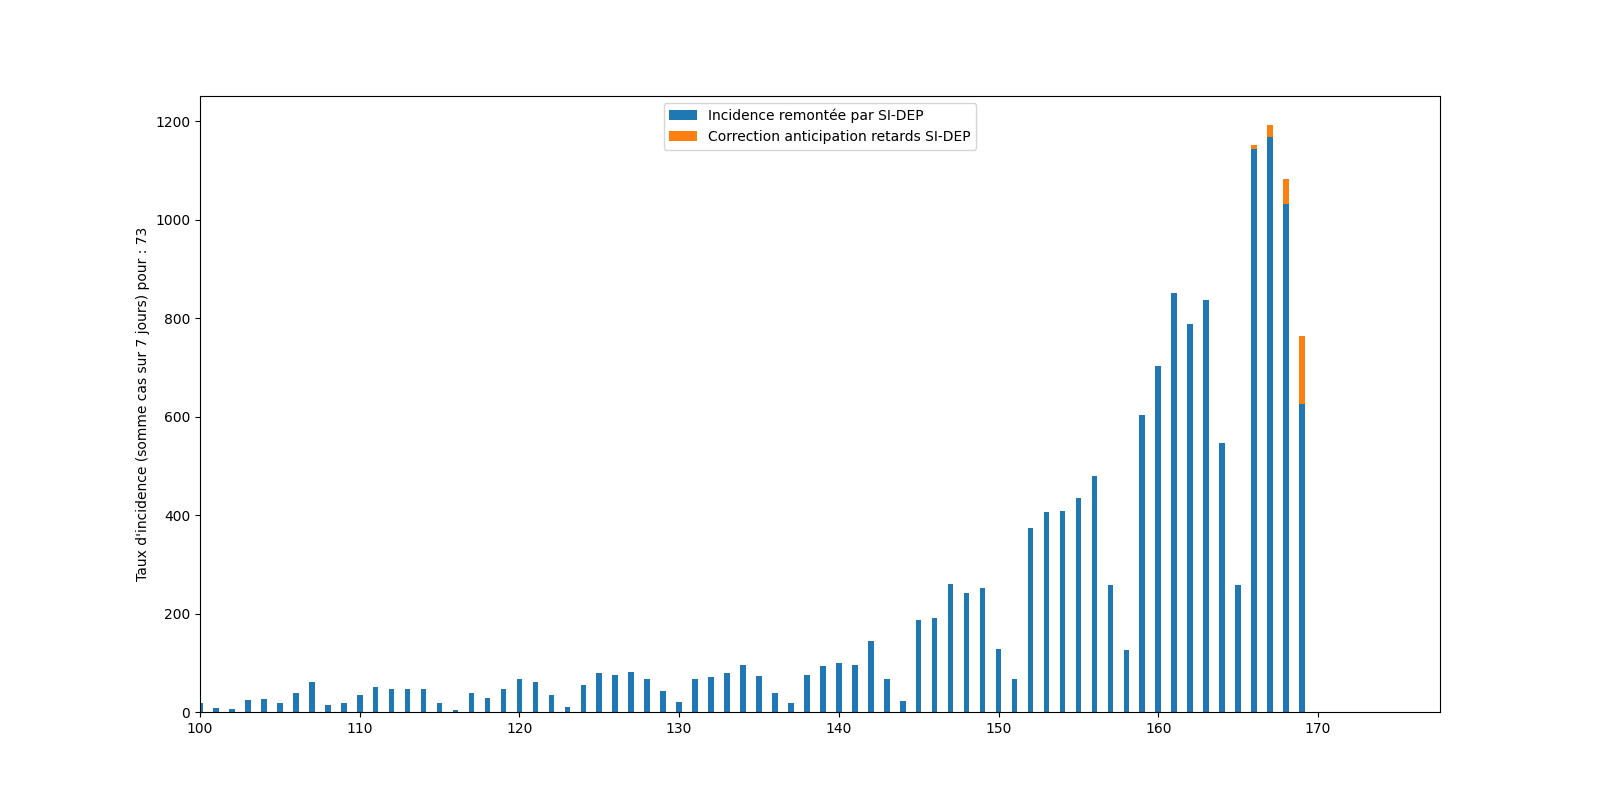 Incidence remontée par SI-DEP
Correction anticipation retards SI-DEP
Taux d'incidence (somme cas sur 7 jours) pour : 73
1200
1000
800
600
400
200
0
100 110 120 130 140 150 160 170